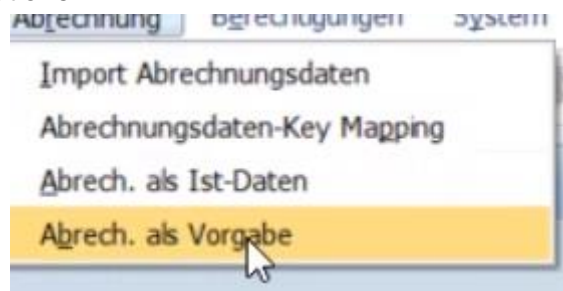 Abrechnung Berechtigungen System
Import Abrechnungsdaten
Abrechnungsdaten-Key Mapping
Abrech. als Ist-Daten
Abrech. als Vorgabe